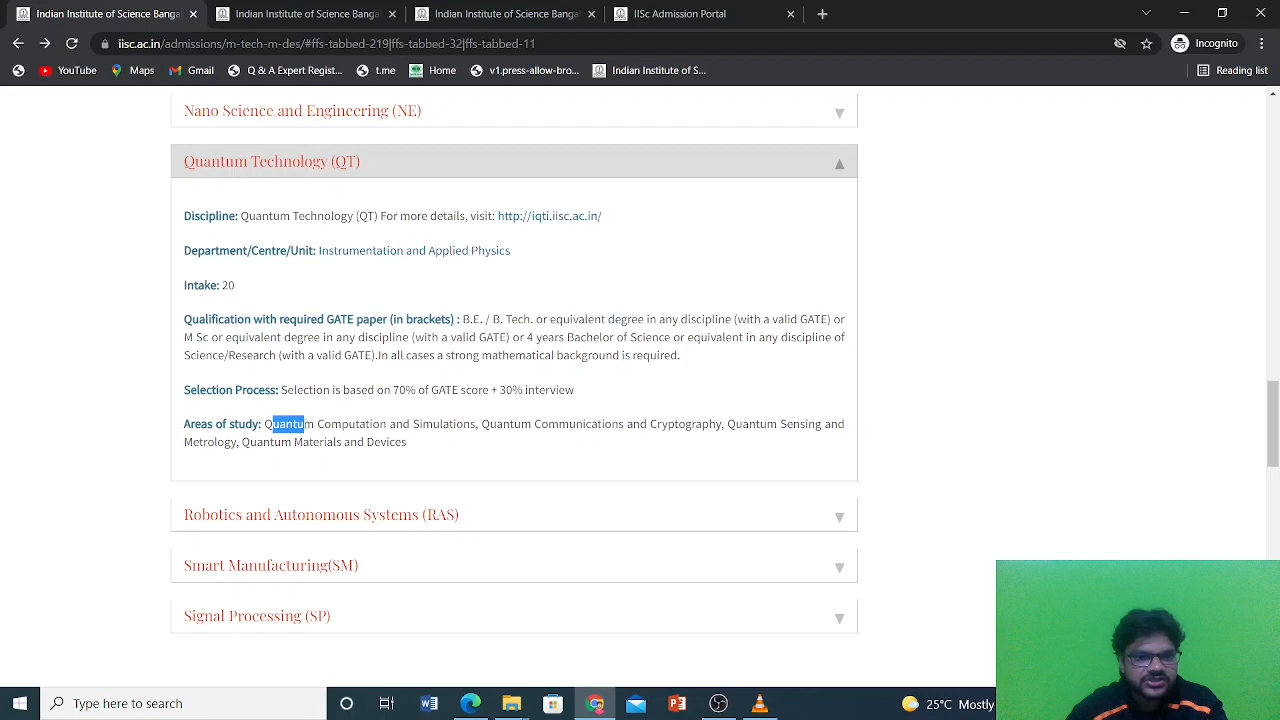 Indian Institute of Science Bangal
Indian Institute of Science Bangal
Indian Institute of Science Bangal
IISc Admission Portal
iisc.ac.in/admissions/m-tech-m-des/#ffs-tabbed-219|ffs-tabbed-32|ffs-tabbed-11
Incognito
YouTube
Maps
Gmail
Q & A Expert Regist...
t.me
Home
v1.press-allow-bro...
Indian Institute of S...
Reading list
Nano Science and Engineering (NE)
Quantum Technology (QT)
Discipline: Quantum Technology (QT) For more details, visit: http://iqti.iisc.ac.in/
Department/Centre/Unit: Instrumentation and Applied Physics
Intake: 20
Qualification with required GATE paper (in brackets) : B.E. / B. Tech. or equivalent degree in any discipline (with a valid GATE) or
M Sc or equivalent degree in any discipline (with a valid GATE) or 4 years Bachelor of Science or equivalent in any discipline of
Science/Research (with a valid GATE).In all cases a strong mathematical background is required.
Selection Process: Selection is based on 70% of GATE score + 30% interview
Areas of study: Quantum Computation and Simulations, Quantum Communications and Cryptography, Quantum Sensing and
Metrology, Quantum Materials and Devices
Robotics and Autonomous Systems (RAS)
Smart Manufacturing(SM)
Signal Processing (SP)
Type here to search
25°C Mostly